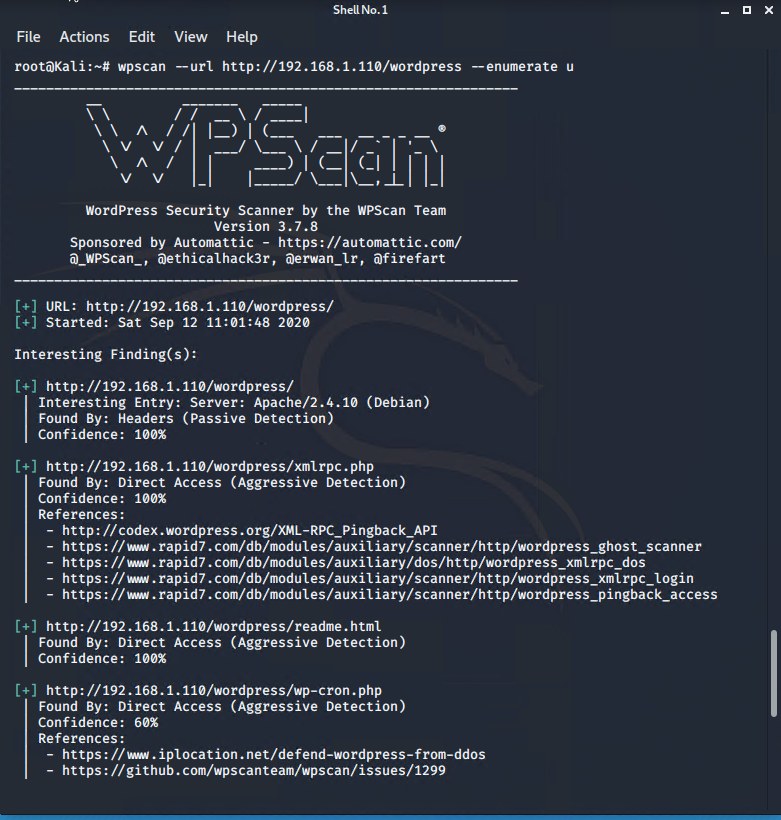 Shell No. 1
File Actions Edit View Help
root@Kali:~# wpscan --url http://192.168.1.110/wordpress --enumerate u
WPScan ®
WordPress Security Scanner by the WPScan Team
Version 3.7.8
Sponsored by Automattic - https://automattic.com/
@_WPScan_, @ethicalhack3r, @erwan_lr, @firefart
[+] URL: http://192.168.1.110/wordpress/
[+] Started: Sat Sep 12 11:01:48 2020
Interesting Finding(s):
[+] http://192.168.1.110/wordpress/
| Interesting Entry: Server: Apache/2.4.10 (Debian)
| Found By: Headers (Passive Detection)
| Confidence: 100%
[+] http://192.168.1.110/wordpress/xmlrpc.php
| Found By: Direct Access (Aggressive Detection)
| Confidence: 100%
| References:
| - http://codex.wordpress.org/XML-RPC_Pingback_API
| - https://www.rapid7.com/db/modules/auxiliary/scanner/http/wordpress_ghost_scanner
| - https://www.rapid7.com/db/modules/auxiliary/dos/http/wordpress_xmlrpc_dos
| - https://www.rapid7.com/db/modules/auxiliary/scanner/http/wordpress_xmlrpc_login
| - https://www.rapid7.com/db/modules/auxiliary/scanner/http/wordpress_pingback_access
[+] http://192.168.1.110/wordpress/readme.html
| Found By: Direct Access (Aggressive Detection)
| Confidence: 100%
[+] http://192.168.1.110/wordpress/wp-cron.php
| Found By: Direct Access (Aggressive Detection)
| Confidence: 60%
| References:
| - https://www.iplocation.net/defend-wordpress-from-ddos
| - https://github.com/wpscanteam/wpscan/issues/1299